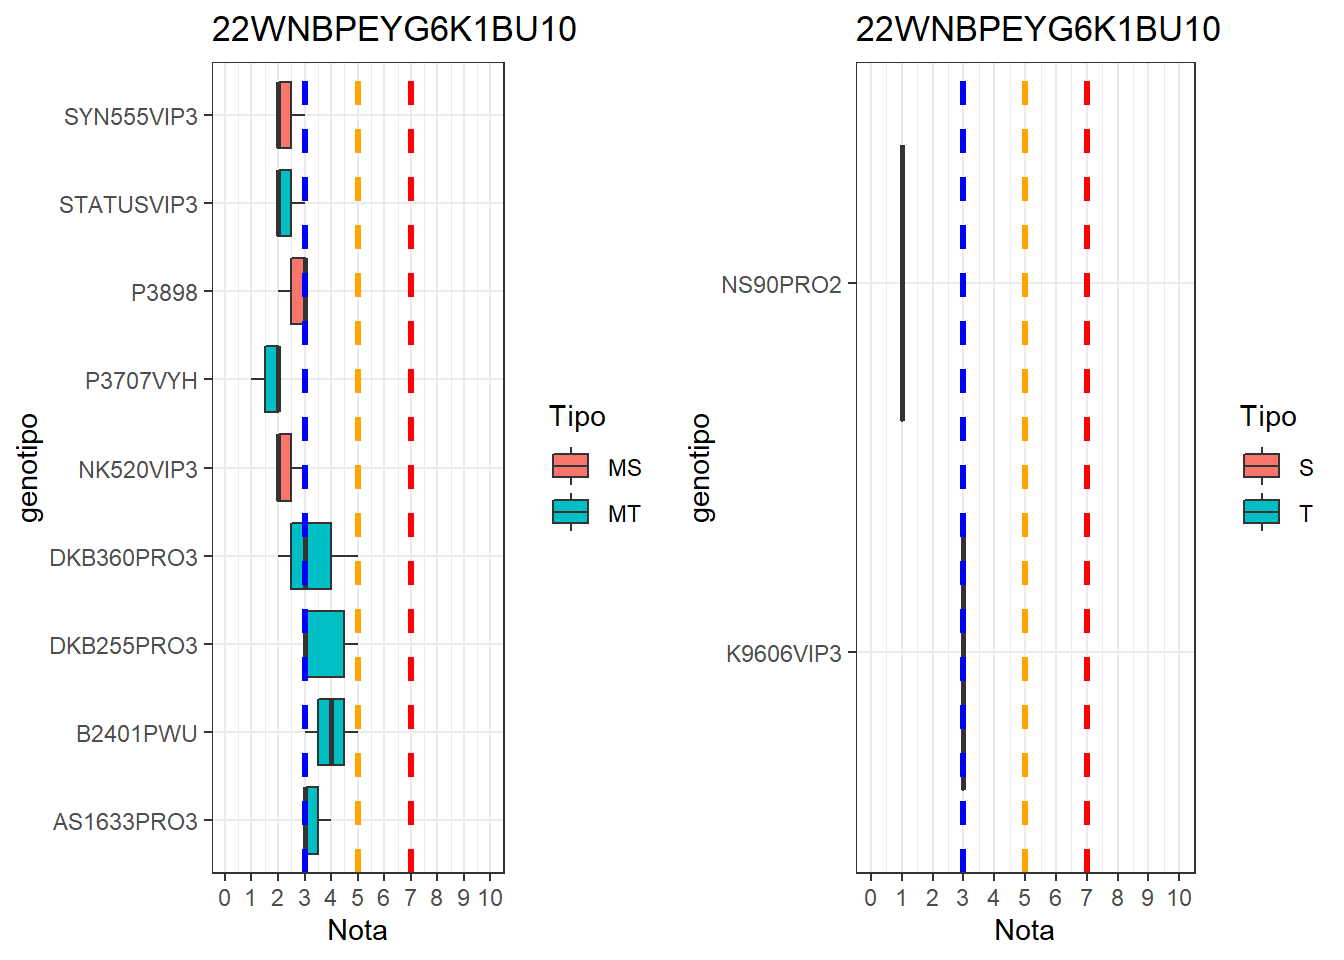 22WNBPEYG6K1BU10
genotipo
SYN555VIP3
STATUSVIP3
P3898
P3707VYH
NK520VIP3
DKB360PRO3
DKB255PRO3
B2401PWU
AS1633PRO3
0 1 2 3 4 5 6 7 8 9 10
Nota
Tipo
MS
MT
22WNBPEYG6K1BU10
genotipo
NS90PRO2
K9606VIP3
0 1 2 3 4 5 6 7 8 9 10
Nota
Tipo
S
T